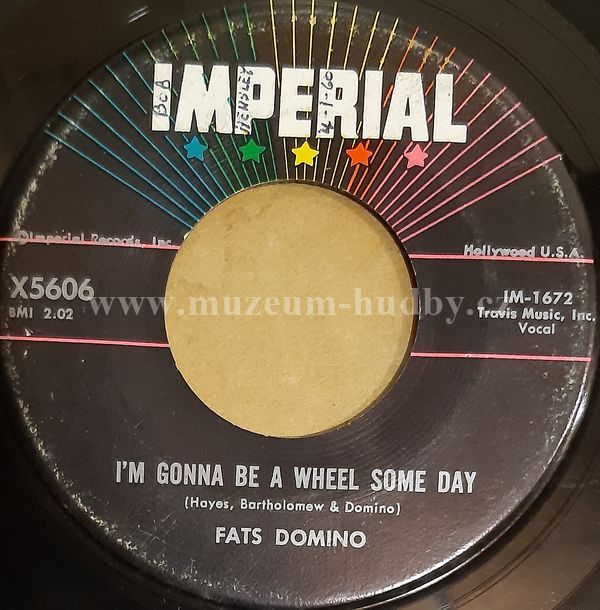 IMPERIAL
BOB
HENSLEY
4-1-60
©Imperial Records, Inc.
Hollywood U.S.A.
X5606
BMI 2.02
www.muzeum-hudby.cz
IM-1672
Travis Music, Inc.
Vocal
I'M GONNA BE A WHEEL SOME DAY
(Hayes, Bartholomew & Domino)
FATS DOMINO